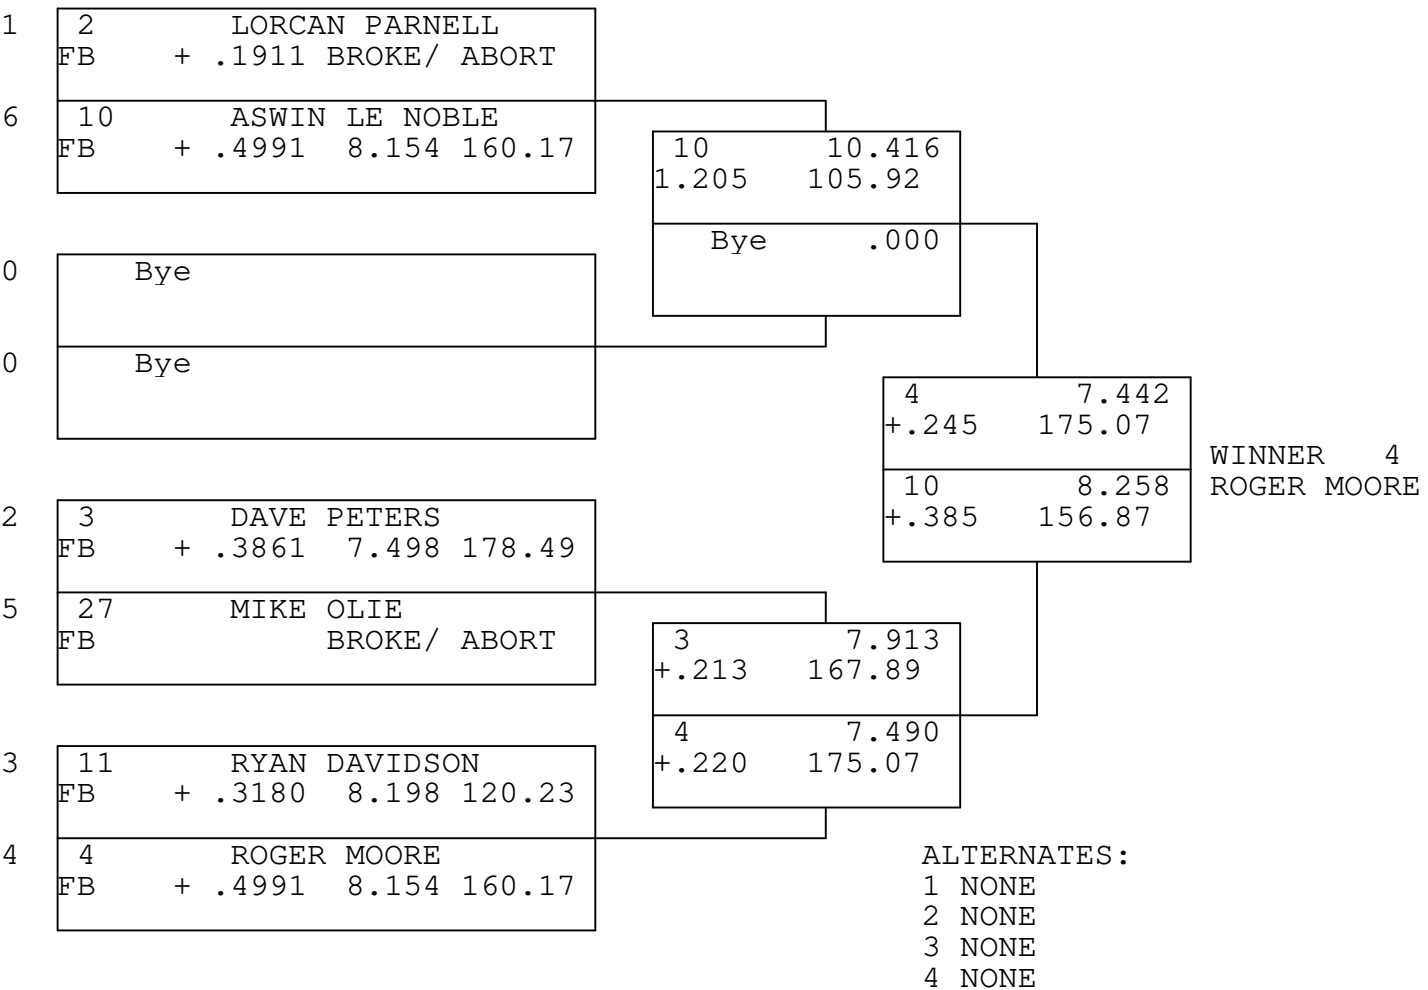 1 2 LORCAN PARNELL
FB + .1911 BROKE/ ABORT
6 10 ASWIN LE NOBLE
FB + .4991 8.154 160.17
0 Bye
0 Bye
2 3 DAVE PETERS
FB + .3861 7.498 178.49
5 27 MIKE OLIE
FB BROKE/ ABORT
3 11 RYAN DAVIDSON
FB + .3180 8.198 120.23
4 4 ROGER MOORE
FB + .4991 8.154 160.17
10 10.416
1.205 105.92
Bye .000
3 7.913
+.213 167.89
4 7.490
+.220 175.07
4 7.442
+.245 175.07
10 8.258
+.385 156.87
WINNER 4
ROGER MOORE
ALTERNATES:
1 NONE
2 NONE
3 NONE
4 NONE